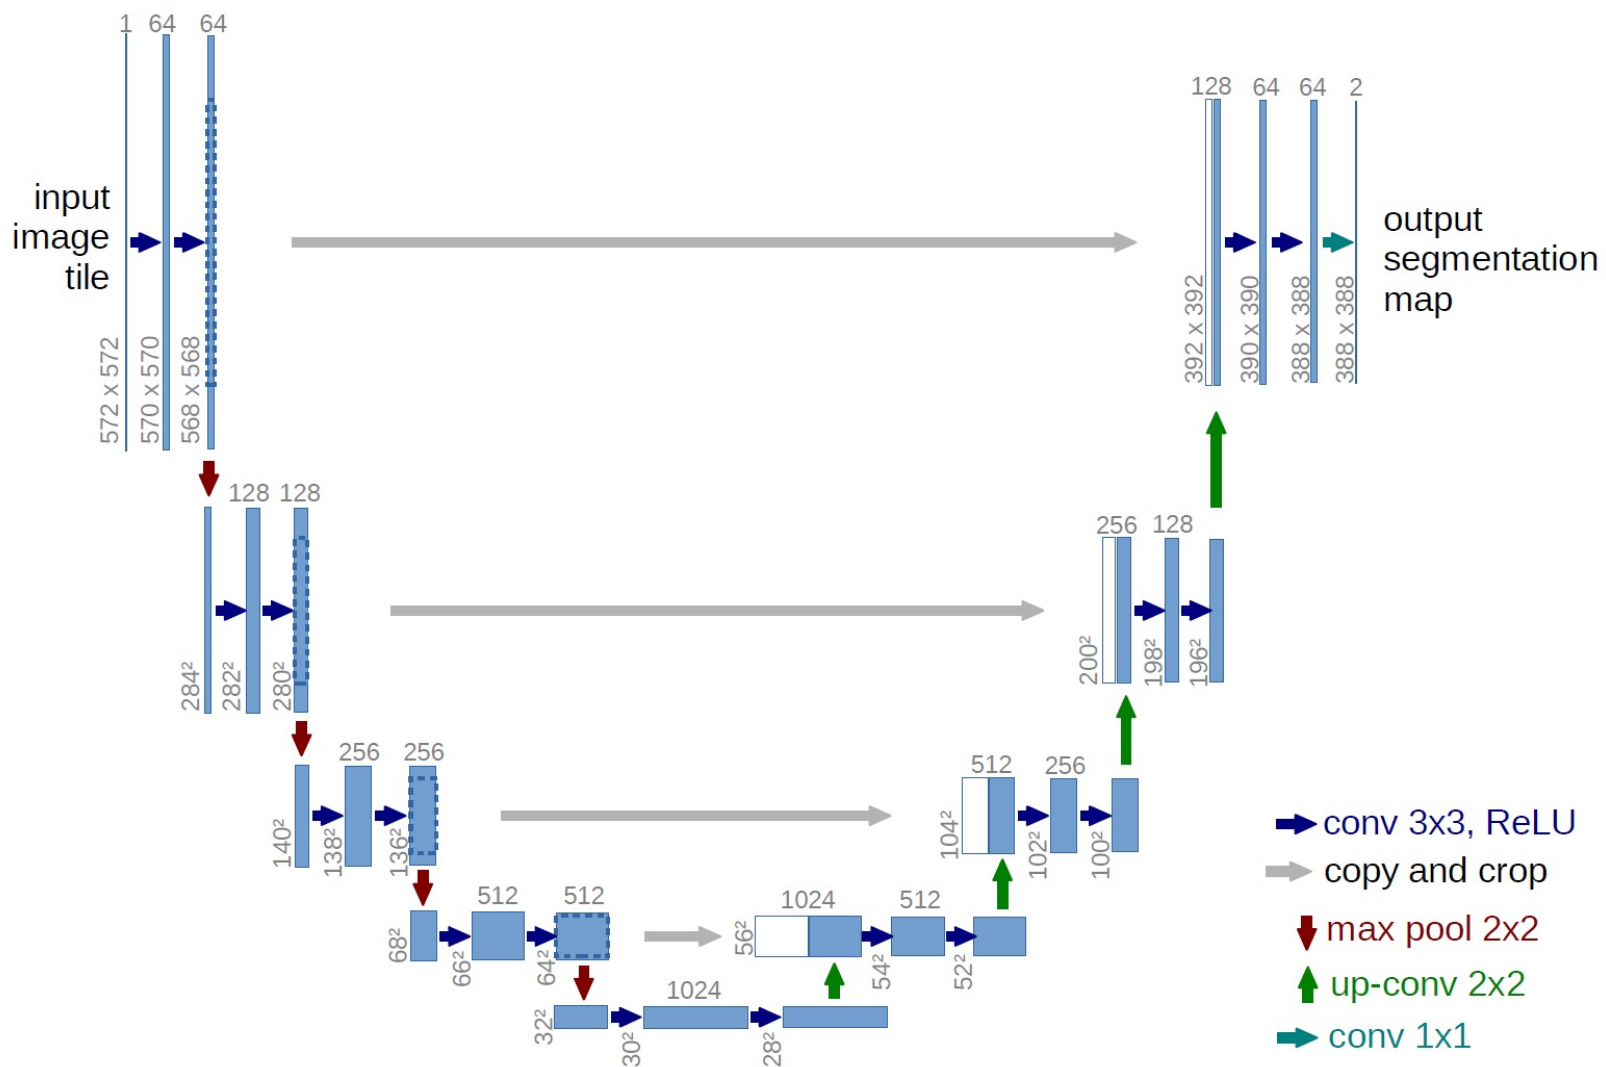 1 64 64
128 64 64 2
input
image
tile
output
segmentation
map
572 x 572
570 x 570
568 x 568
392 x 392
390 x 390
388 x 388
388 x 388
128 128
256 128
284²
282²
280²
200²
198²
196²
256 256
512 256
140²
138²
136²
104²
102²
100²
512 512
1024 512
68²
66²
64²
56²
54²
52²
1024
32²
30²
28²
conv 3x3, ReLU
copy and crop
max pool 2x2
up-conv 2x2
conv 1x1